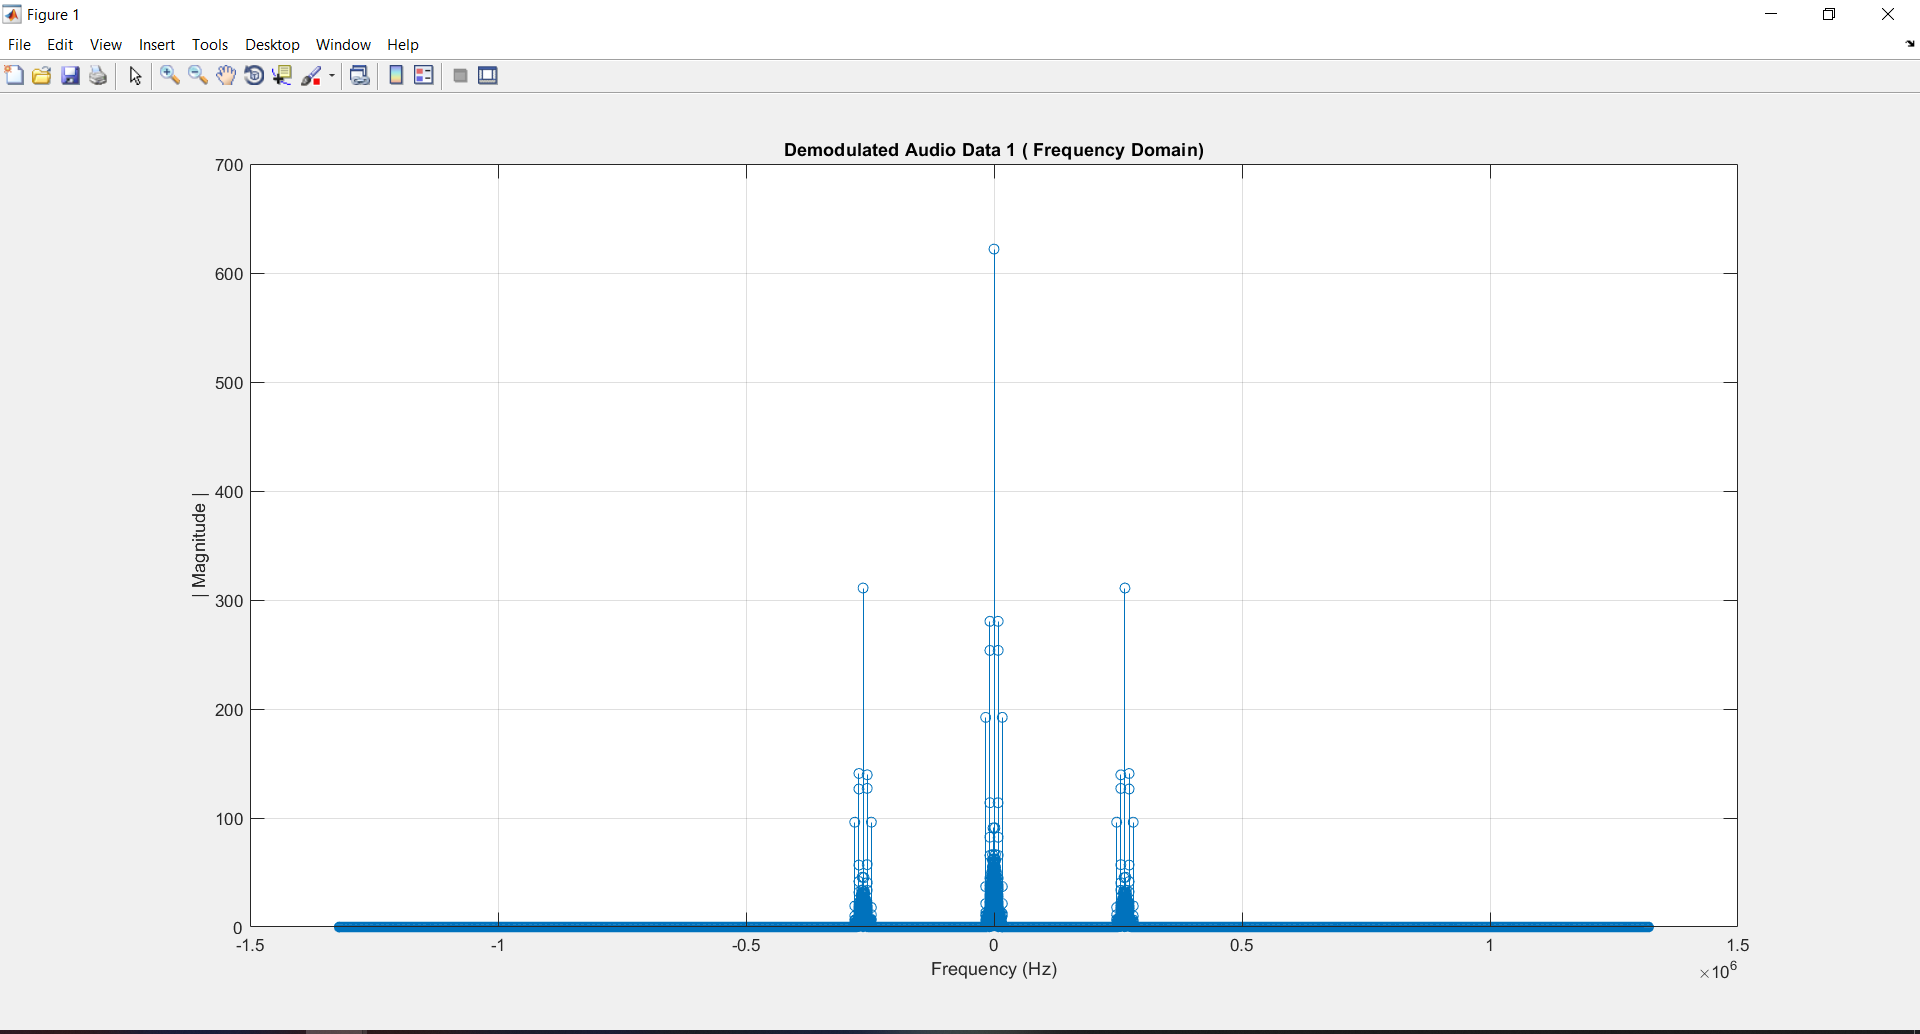 Figure 1
File Edit View Insert Tools Desktop Window Help
Demodulated Audio Data 1 ( Frequency Domain)
700
600
500
400
300
200
100
0
| Magnitude |
-1.5 -1 -0.5 0 0.5 1 1.5
Frequency (Hz)
×10^6